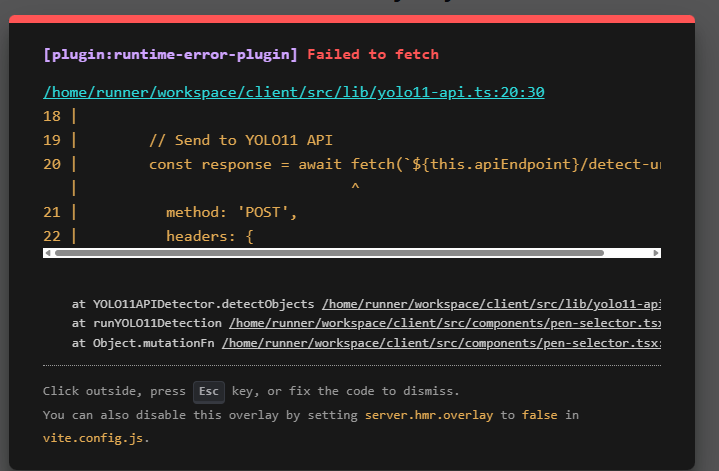 [plugin:runtime-error-plugin] Failed to fetch
/home/runner/workspace/client/src/lib/yolo11-api.ts:20:30
18 |
19 |        // Send to YOLO11 API
20 |        const response = await fetch(`${this.apiEndpoint}/detect-ur
   |                               ^
21 |          method: 'POST',
22 |          headers: {
at YOLO11APIDetector.detectObjects /home/runner/workspace/client/src/lib/yolo11-api
at runYOLO11Detection /home/runner/workspace/client/src/components/pen-selector.tsx
at Object.mutationFn /home/runner/workspace/client/src/components/pen-selector.tsx:
Click outside, press Esc key, or fix the code to dismiss.
You can also disable this overlay by setting server.hmr.overlay to false in
vite.config.js.